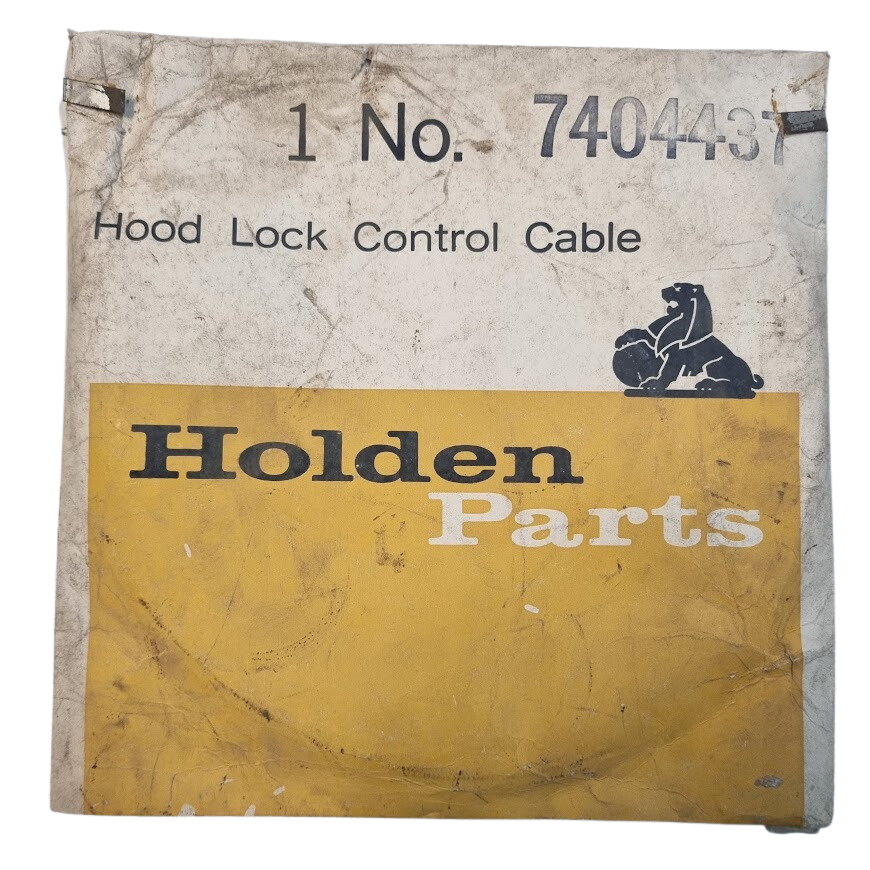 1 No. 7404437
Hood Lock Control Cable
Holden
Parts